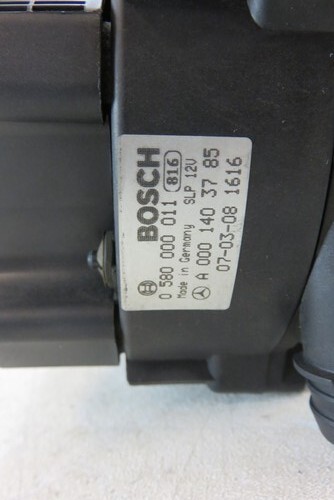 BOSCH
0 580 000 011 816
Made in Germany SLP 12V
A 000 140 37 85
07-03-08 1616